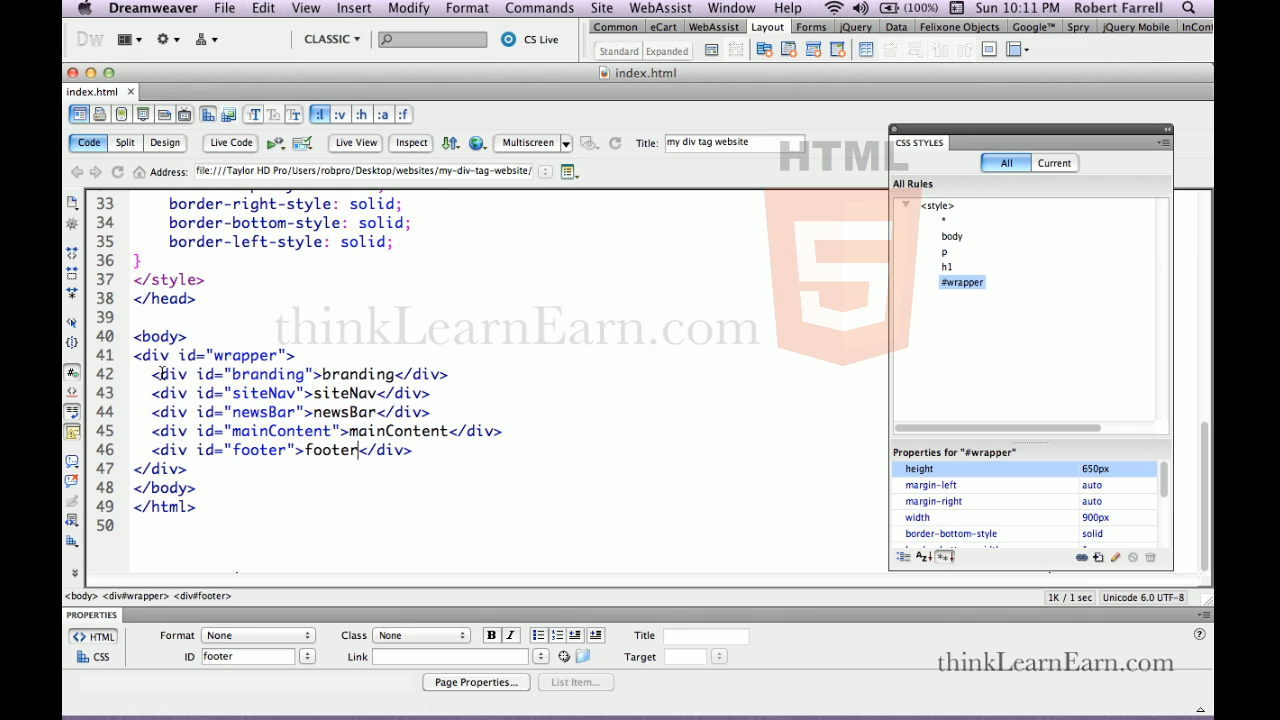 Dreamweaver File Edit View Insert Modify Format Commands Site WebAssist Window Help (100%) Sun 10:11 PM Robert Farrell
Dw CLASSIC CS Live
Common eCart WebAssist Layout Forms jQuery Data Felixone Objects Google™ Spry jQuery Mobile InCont
Standard Expanded
index.html
index.html
:l :v :h :a :f
Code Split Design Live Code Live View Inspect Multiscreen Title: my div tag website
Address: file:///Taylor HD Pro/Users/robpro/Desktop/websites/my-div-tag-website/
HTML
5
33
34
35
36
37
38
39
40
41
42
43
44
45
46
47
48
49
50
border-right-style: solid;
border-bottom-style: solid;
border-left-style: solid;
}
</style>
</head>
<body>
<div id="wrapper">
<div id="branding">branding</div>
<div id="siteNav">siteNav</div>
<div id="newsBar">newsBar</div>
<div id="mainContent">mainContent</div>
<div id="footer">footer</div>
</div>
</body>
</html>
thinkLearnEarn.com
CSS STYLES
All Current
All Rules
<style>
*
body
p
h1
#wrapper
Properties for "#wrapper"
height 650px
margin-left auto
margin-right auto
width 900px
border-bottom-style solid
<body> <div#wrapper> <div#footer> 1K / 1 sec Unicode 6.0 UTF-8
PROPERTIES
<> HTML Format None Class None B I Title
CSS ID footer Link Target
Page Properties... List Item...
thinkLearnEarn.com